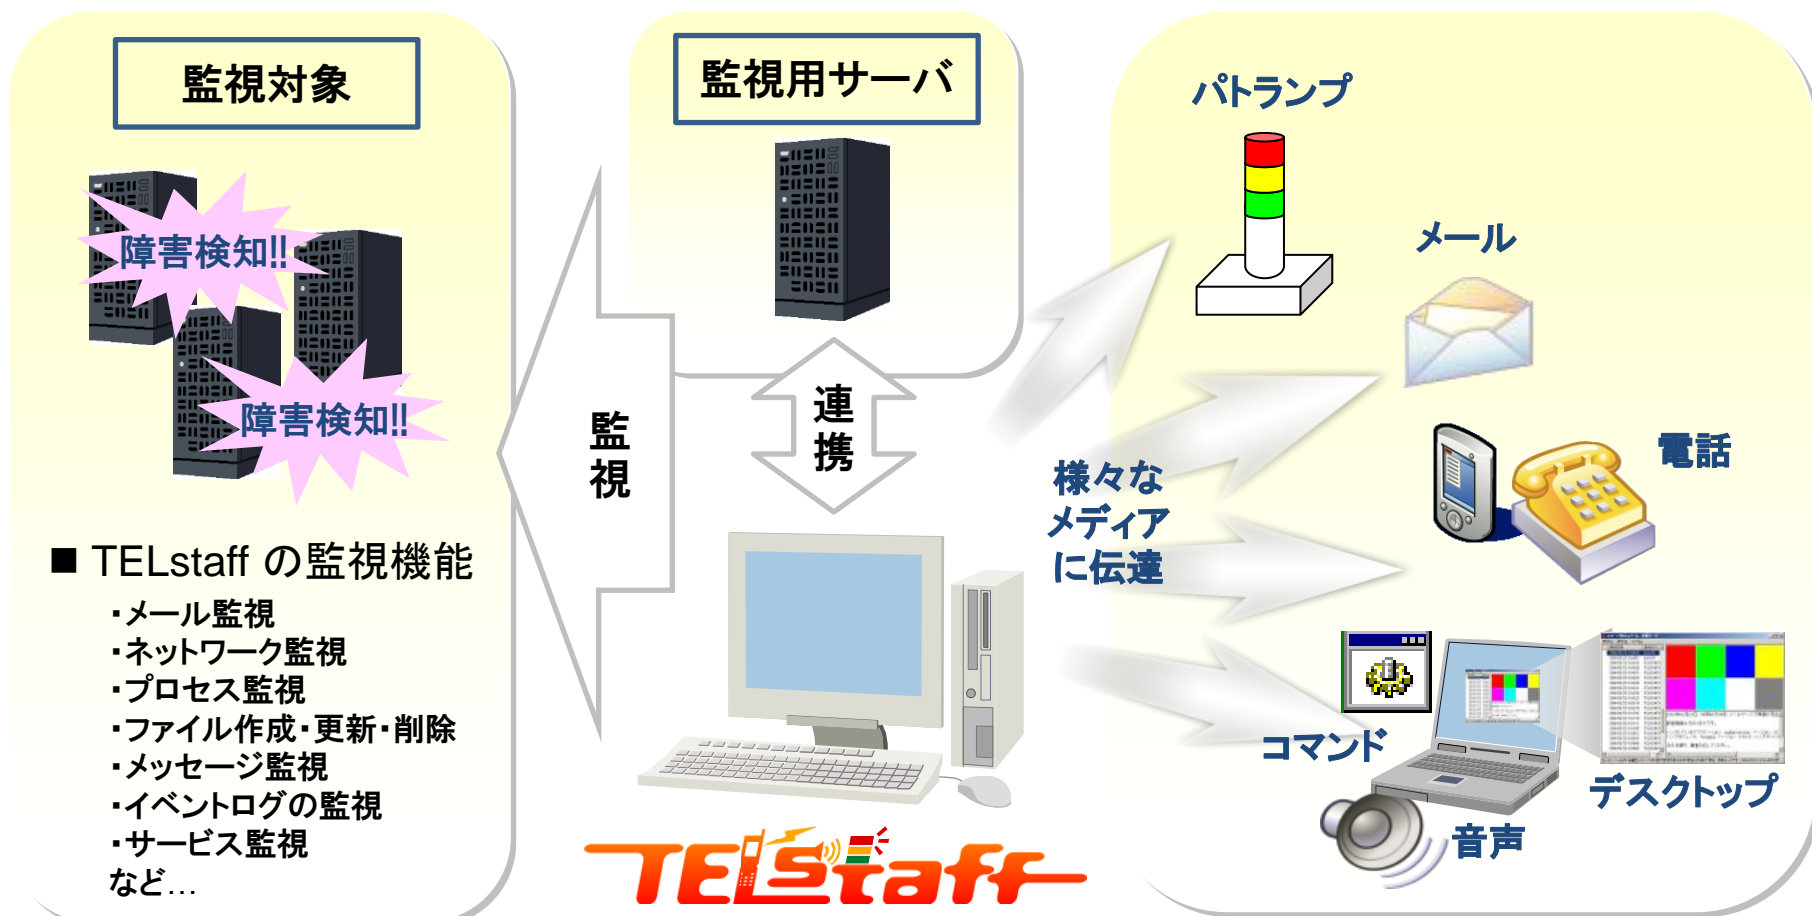 監視対象
障害検知!!
障害検知!!
■ TELstaff の監視機能
・メール監視
・ネットワーク監視
・プロセス監視
・ファイル作成・更新・削除
・メッセージ監視
・イベントログの監視
・サービス監視
など…
監視
監視用サーバ
連携
TELStaff
様々な
メディア
に伝達
パトランプ
メール
電話
コマンド
デスクトップ
音声